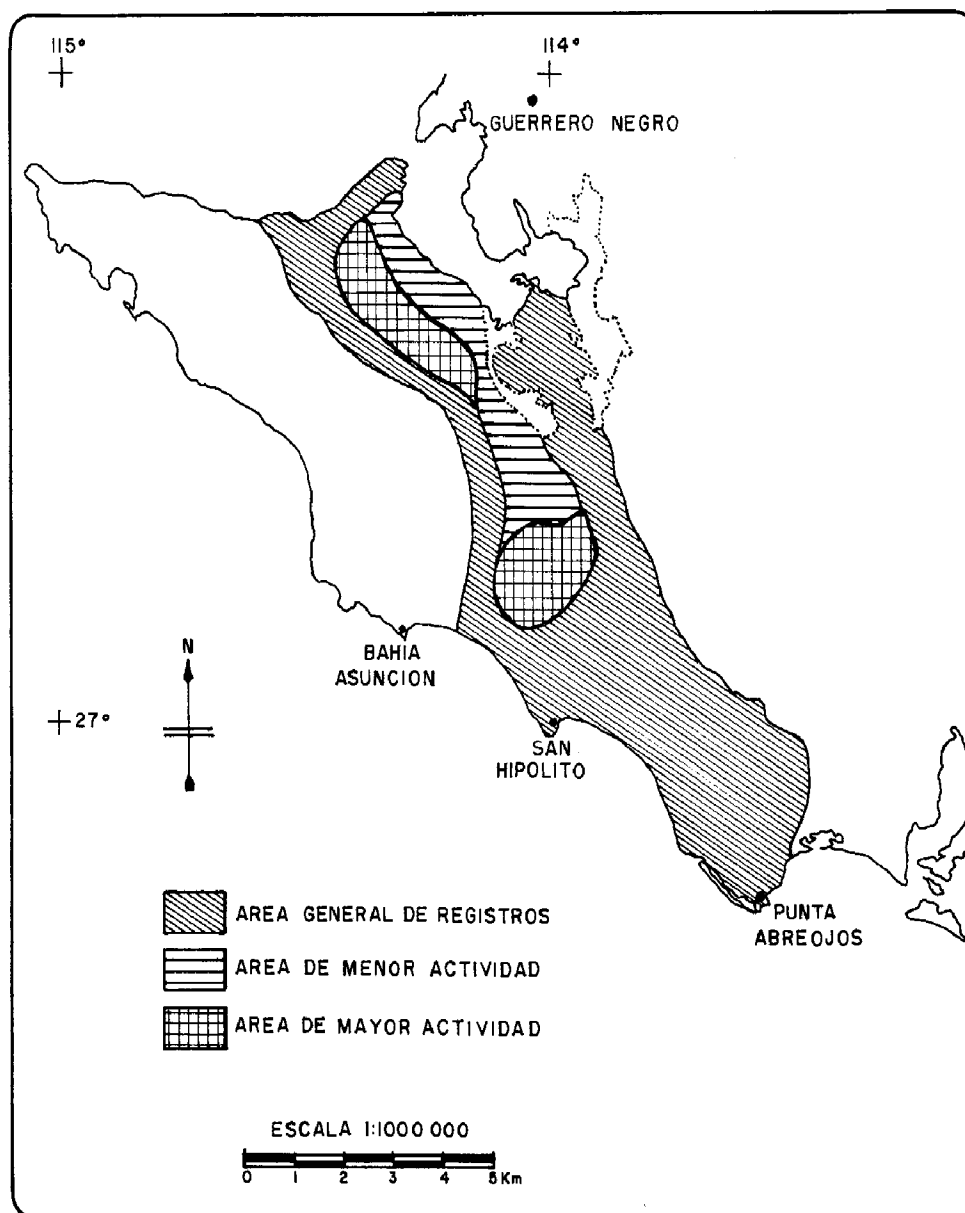 115°
114°
GUERRERO NEGRO
BAHIA
ASUNCION
N
27°
SAN
HIPOLITO
PUNTA
ABREOJOS
AREA GENERAL DE REGISTROS
AREA DE MENOR ACTIVIDAD
AREA DE MAYOR ACTIVIDAD
ESCALA 1:1000 000
0 1 2 3 4 5 Km